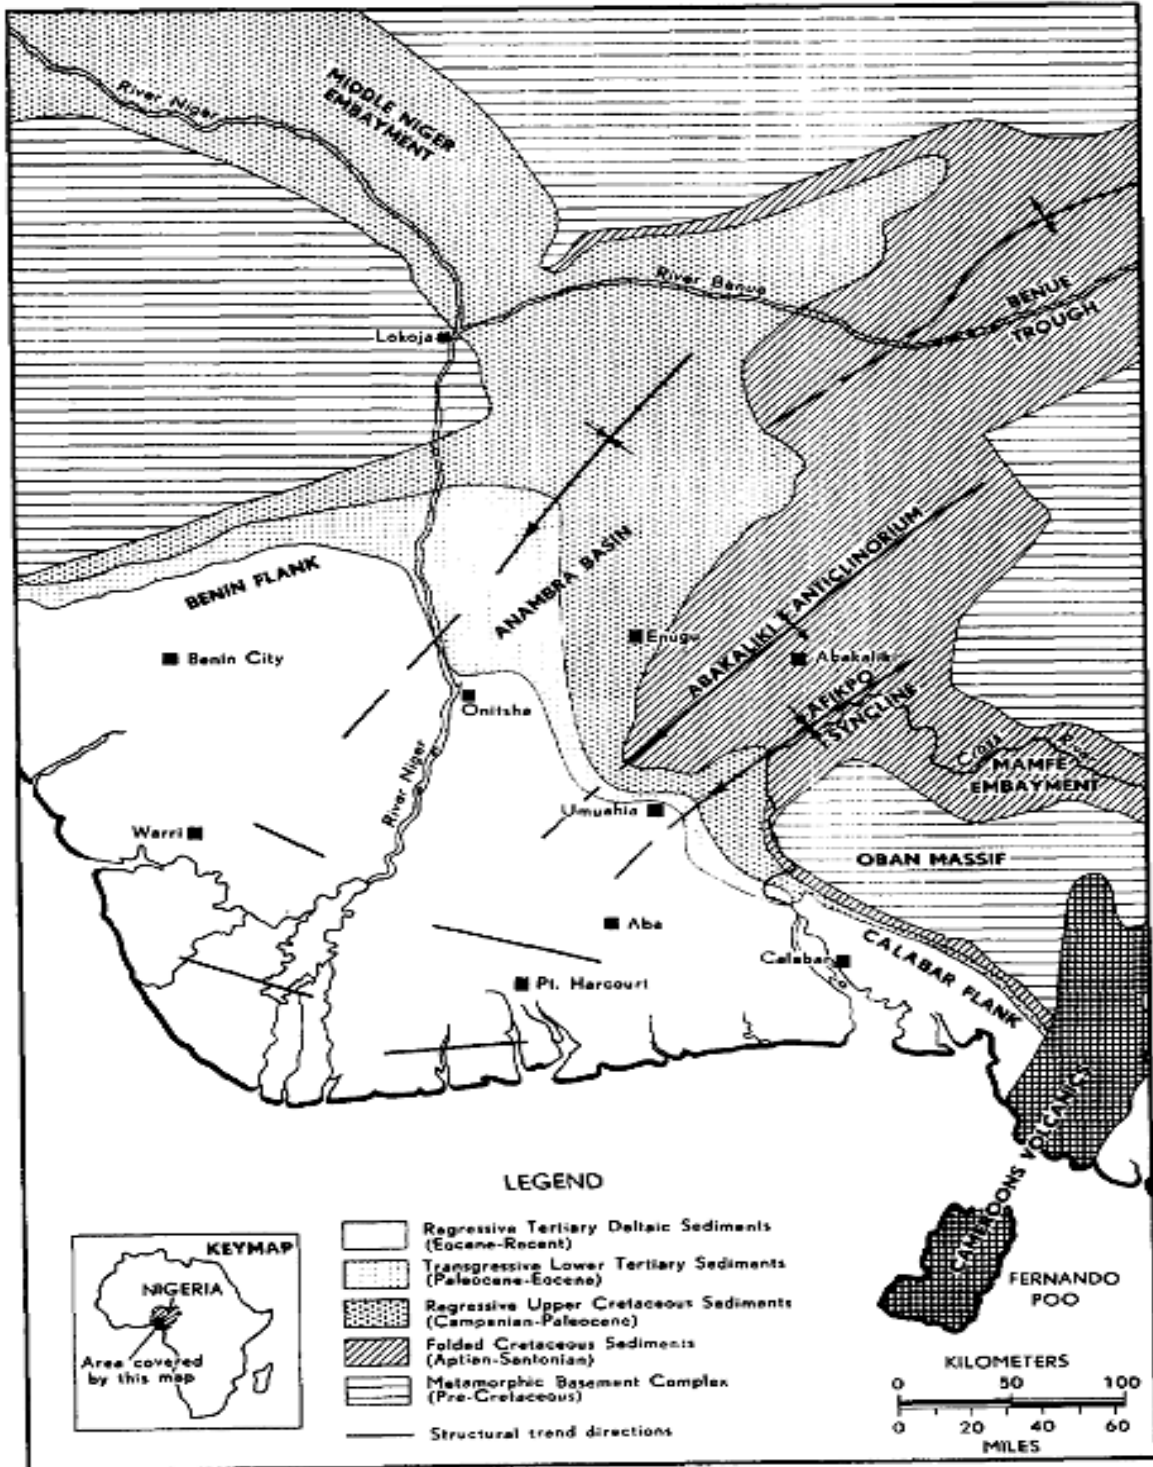 River Niger
MIDDLE NIGER
EMBAYMENT
River Benue
BENUE
TROUGH
Lokoja
BENIN FLANK
ANAMBRA BASIN
ABAKALIKI ANTICLINORIUM
Enugu
Abakaliki
Benin City
AFIKPO
SYNCLINE
Onitsha
Cross River
MAMFE
EMBAYMENT
River Niger
Umuahia
Warri
OBAN MASSIF
Aba
Calabar
CALABAR FLANK
Pt. Harcourt
CAMEROONS VOLCANICS
FERNANDO
POO
LEGEND
Regressive Tertiary Deltaic Sediments
(Eocene-Recent)
Transgressive Lower Tertiary Sediments
(Paleocene-Eocene)
Regressive Upper Cretaceous Sediments
(Campanian-Paleocene)
Folded Cretaceous Sediments
(Aptian-Santonian)
Metamorphic Basement Complex
(Pre-Cretaceous)
Structural trend directions
KEYMAP
NIGERIA
Area covered
by this map
KILOMETERS
0 50 100
0 20 40 60
MILES